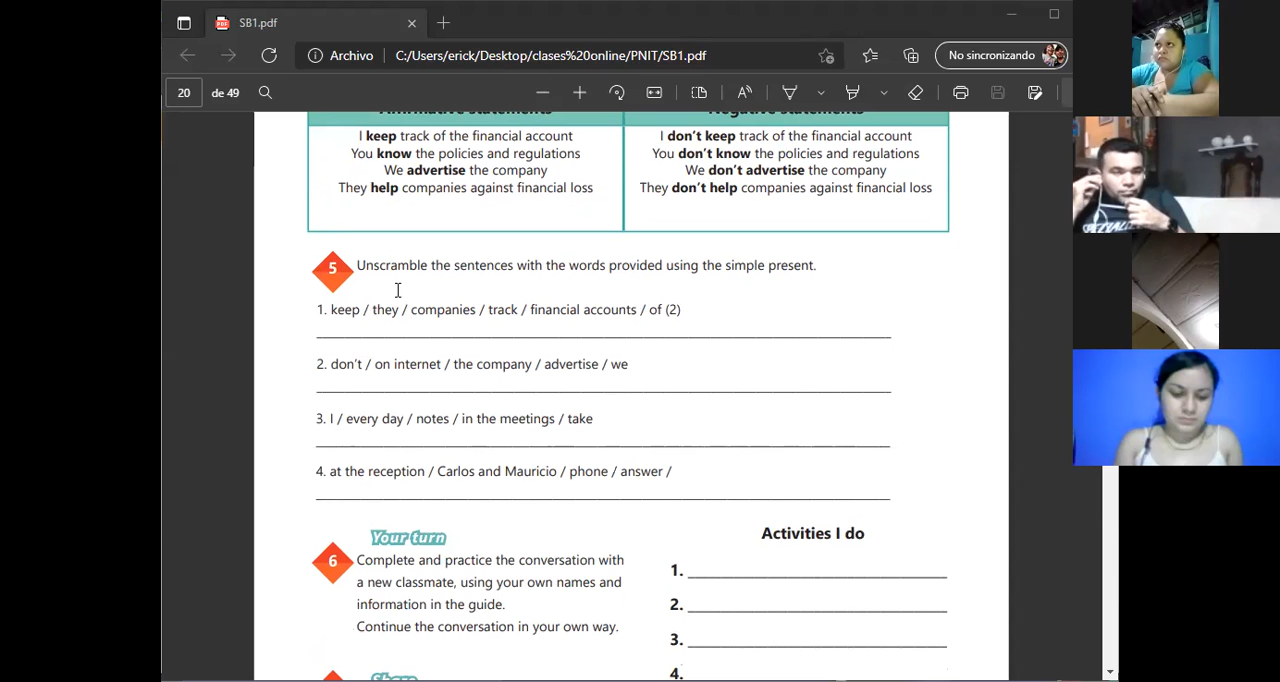 SB1.pdf
Archivo
C:/Users/erick/Desktop/clases%20online/PNIT/SB1.pdf
No sincronizando
20
de 49
Affirmative Statements
Negative Statements
I keep track of the financial account
You know the policies and regulations
We advertise the company
They help companies against financial loss
I don't keep track of the financial account
You don't know the policies and regulations
We don't advertise the company
They don't help companies against financial loss
5
Unscramble the sentences with the words provided using the simple present.
1. keep / they / companies / track / financial accounts / of (2)
2. don't / on internet / the company / advertise / we
3. I / every day / notes / in the meetings / take
4. at the reception / Carlos and Mauricio / phone / answer /
Your turn
6
Complete and practice the conversation with
a new classmate, using your own names and
information in the guide.
Continue the conversation in your own way.
Activities I do
1.
2.
3.
4.
Share